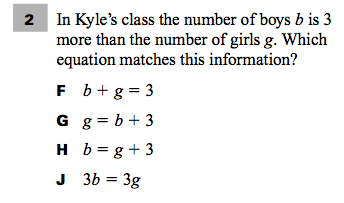 2 In Kyle's class the number of boys b is 3
more than the number of girls g. Which
equation matches this information?
F b + g = 3
G g = b + 3
H b = g + 3
J 3b = 3g